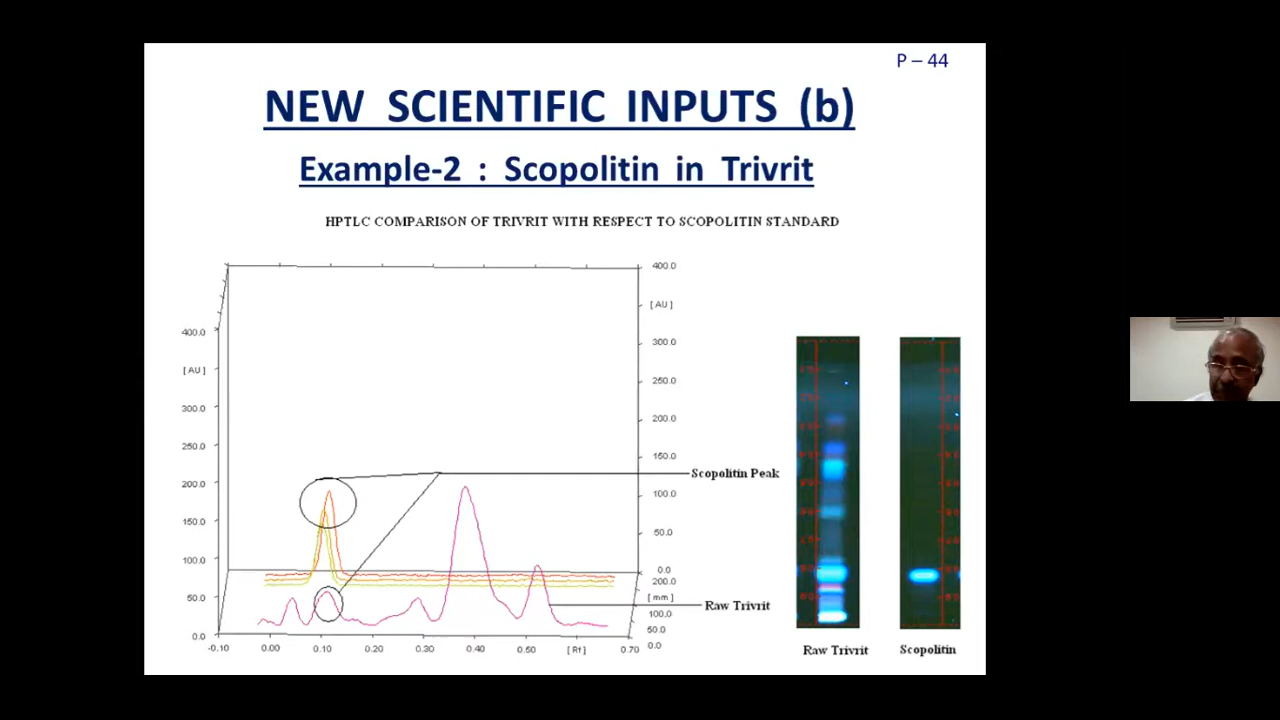 P – 44
NEW SCIENTIFIC INPUTS (b)
Example-2 : Scopolitin in Trivrit
HPTLC COMPARISON OF TRIVRIT WITH RESPECT TO SCOPOLITIN STANDARD
400.0
[ AU ]
300.0
250.0
200.0
150.0
100.0
50.0
0.0
400.0
[ AU ]
300.0
250.0
200.0
150.0
100.0
50.0
0.0
200.0
[ mm ]
100.0
50.0
0.0
-0.10
0.00
0.10
0.20
0.30
0.40
0.50
[ Rf ]
0.70
Scopolitin Peak
Raw Trivrit
Raw Trivrit
Scopolitin